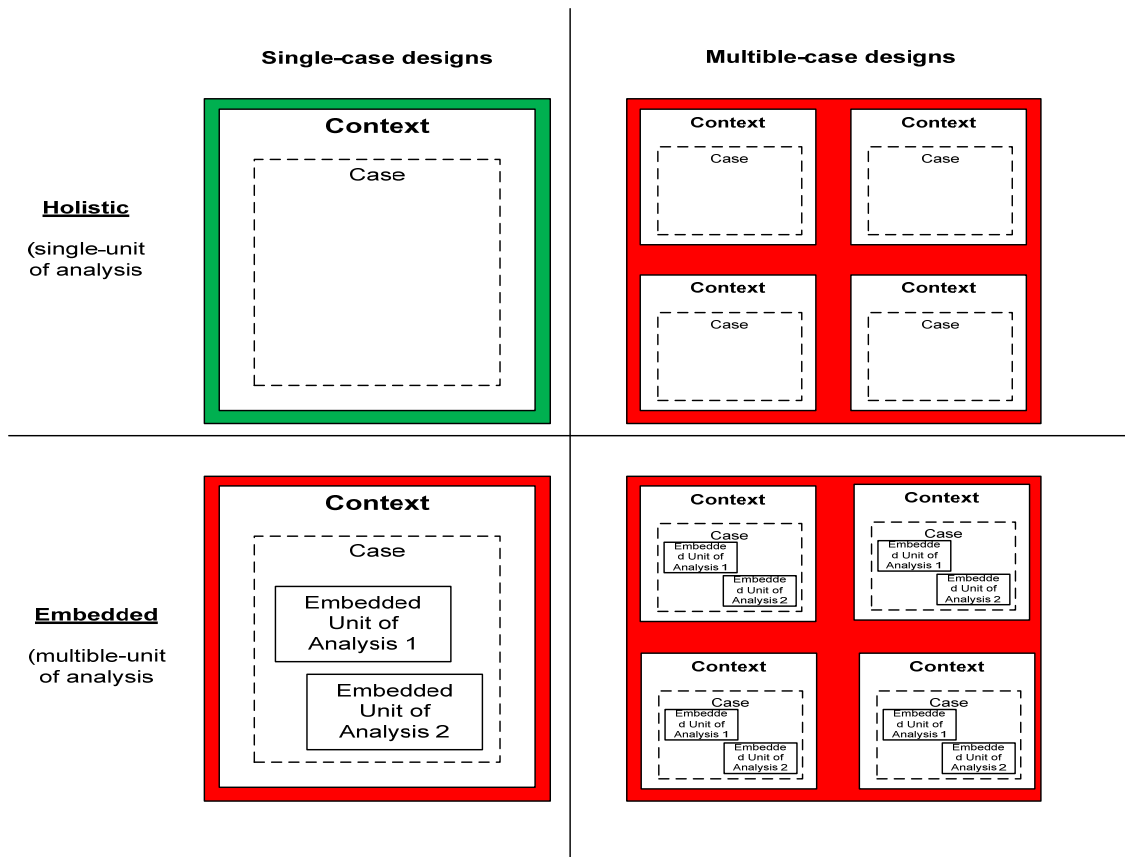 Single-case designs
Multible-case designs
Holistic
(single-unit
of analysis
Context
Case
Context
Case
Context
Case
Context
Case
Context
Case
Embedded
(multible-unit
of analysis
Context
Case
Embedded
Unit of
Analysis 1
Embedded
Unit of
Analysis 2
Context
Case
Embedde
d Unit of
Analysis 1
Embedde
d Unit of
Analysis 2
Context
Case
Embedde
d Unit of
Analysis 1
Embedde
d Unit of
Analysis 2
Context
Case
Embedde
d Unit of
Analysis 1
Embedde
d Unit of
Analysis 2
Context
Case
Embedde
d Unit of
Analysis 1
Embedde
d Unit of
Analysis 2